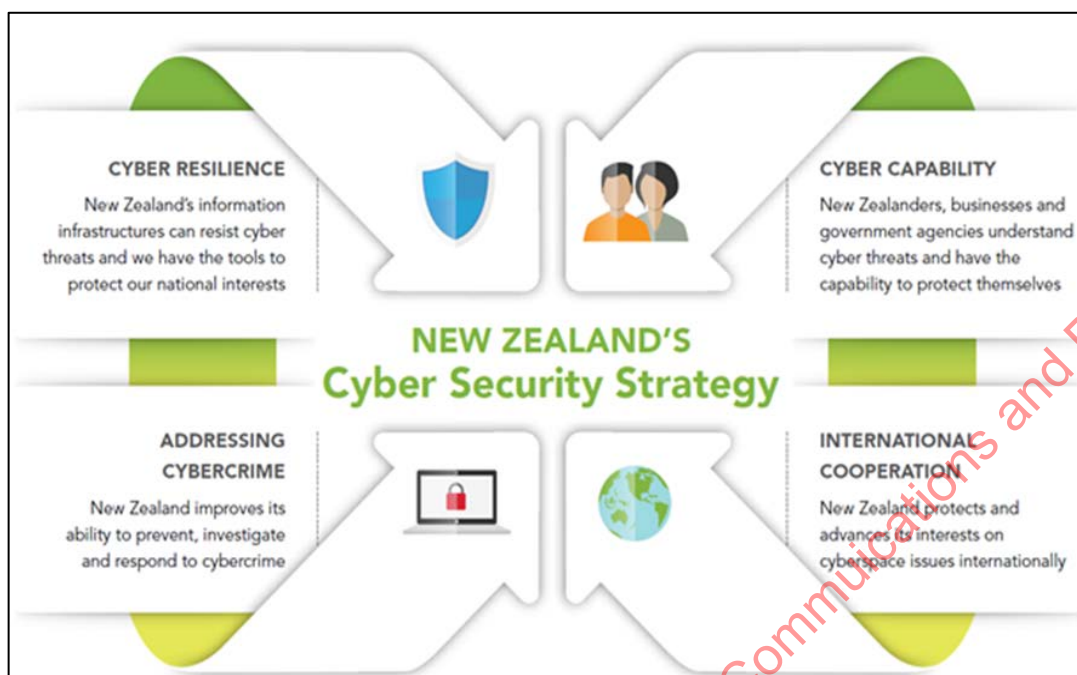 CYBER RESILIENCE
New Zealand's information
infrastructures can resist cyber
threats and we have the tools to
protect our national interests
CYBER CAPABILITY
New Zealanders, businesses and
government agencies understand
cyber threats and have the
capability to protect themselves
NEW ZEALAND'S
Cyber Security Strategy
ADDRESSING
CYBERCRIME
New Zealand improves its
ability to prevent, investigate
and respond to cybercrime
INTERNATIONAL
COOPERATION
New Zealand protects and
advances its interests on
cyberspace issues internationally
Commuications and